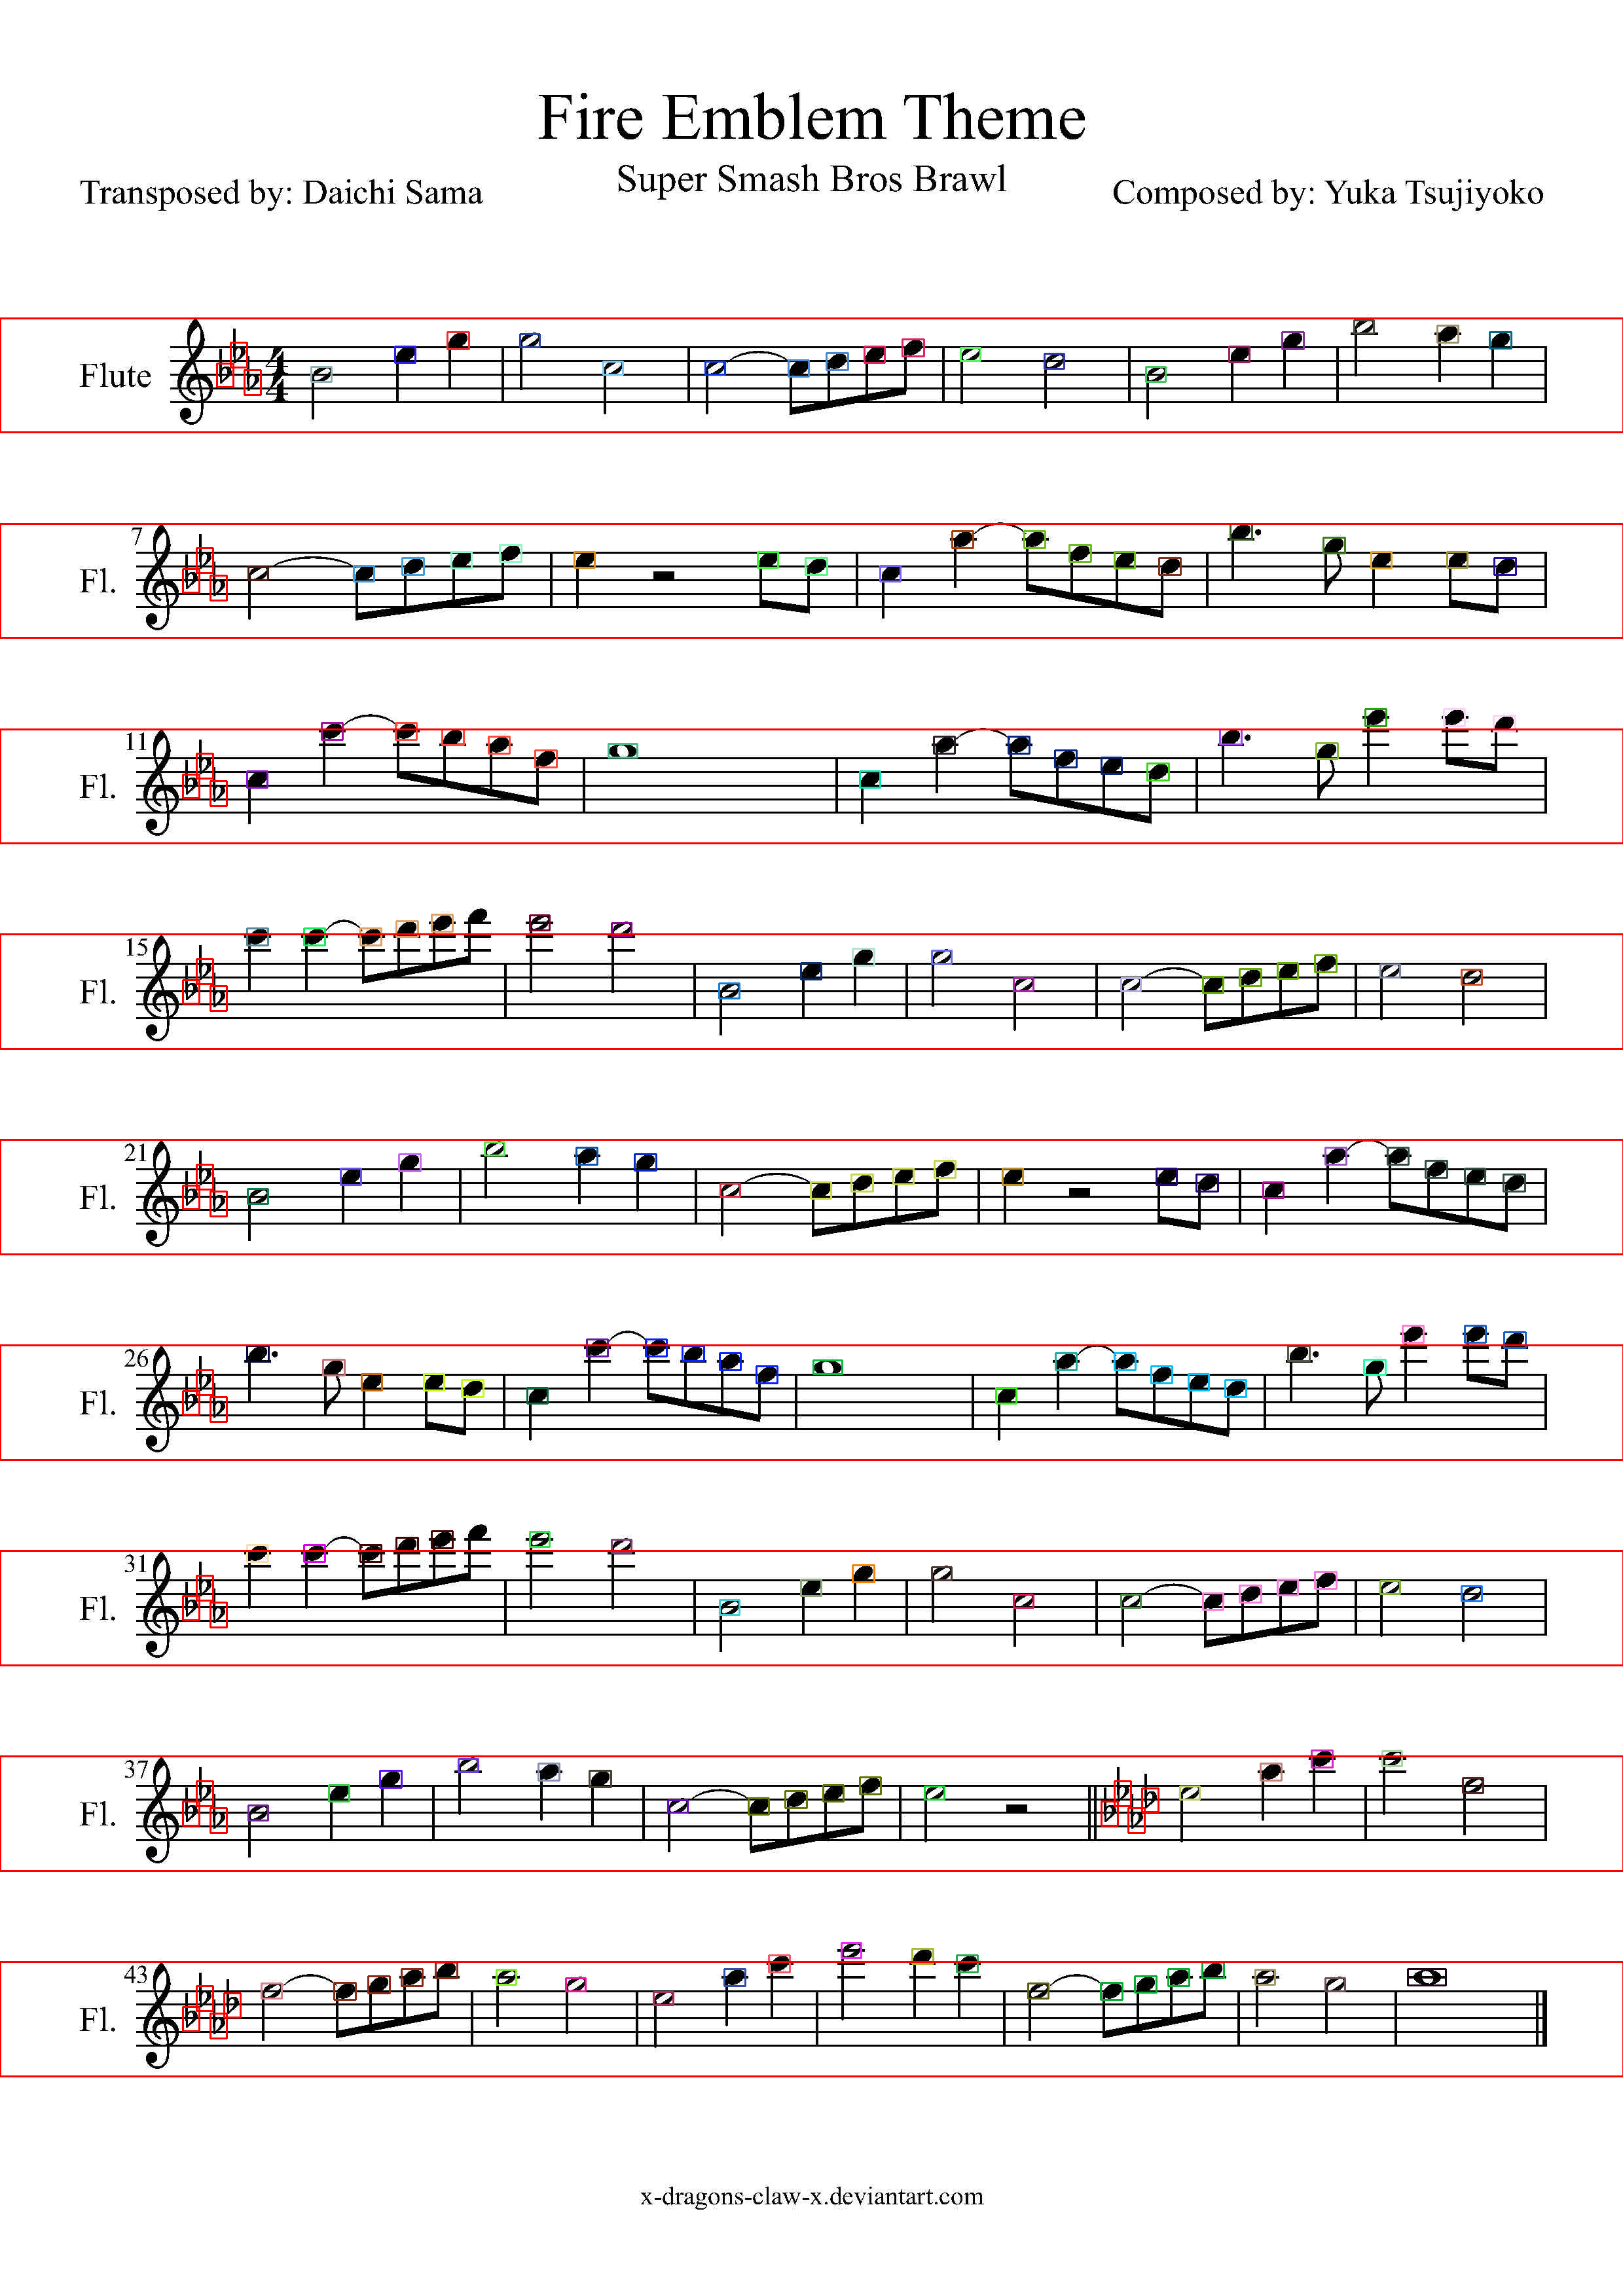 Fire Emblem Theme
Super Smash Bros Brawl
Transposed by: Daichi Sama
Composed by: Yuka Tsujiyoko
Flute
4
4
7
Fl.
11
Fl.
15
Fl.
21
Fl.
26
Fl.
31
Fl.
37
Fl.
43
Fl.
x-dragons-claw-x.deviantart.com